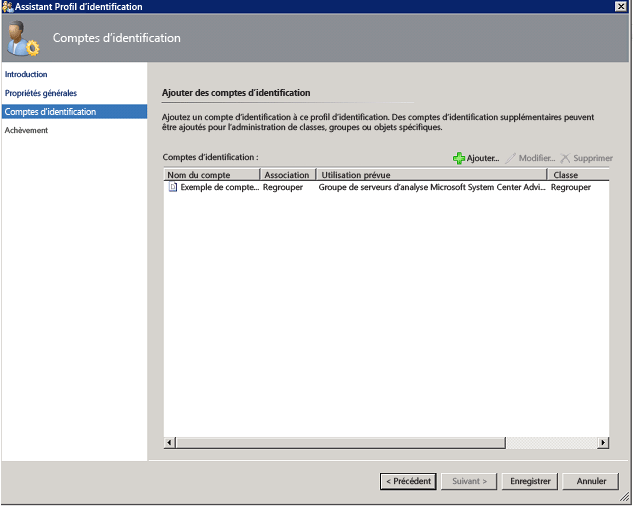 Assistant Profil d'identification
Comptes d'identification
Introduction
Propriétés générales
Comptes d'identification
Achèvement
Ajouter des comptes d'identification
Ajoutez un compte d'identification à ce profil d'identification. Des comptes d'identification supplémentaires peuvent
être ajoutés pour l'administration de classes, groupes ou objets spécifiques.
Comptes d'identification :
Ajouter... Modifier... Supprimer
Nom du compte Association Utilisation prévue Classe
Exemple de compte... Regrouper Groupe de serveurs d'analyse Microsoft System Center Advi... Regrouper
< Précédent Suivant > Enregistrer Annuler